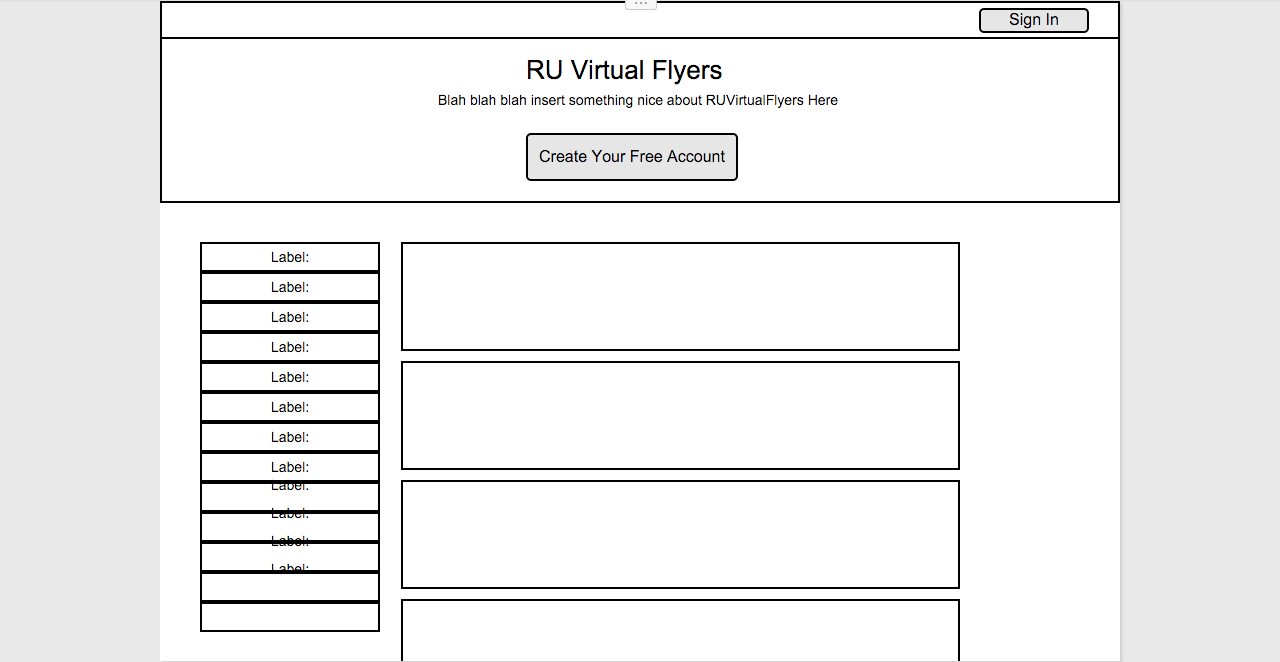 Sign In
RU Virtual Flyers
Blah blah blah insert something nice about RUVirtualFlyers Here
Create Your Free Account
Label:
Label:
Label:
Label:
Label:
Label:
Label:
Label:
Label:
Label:
Label:
Label: